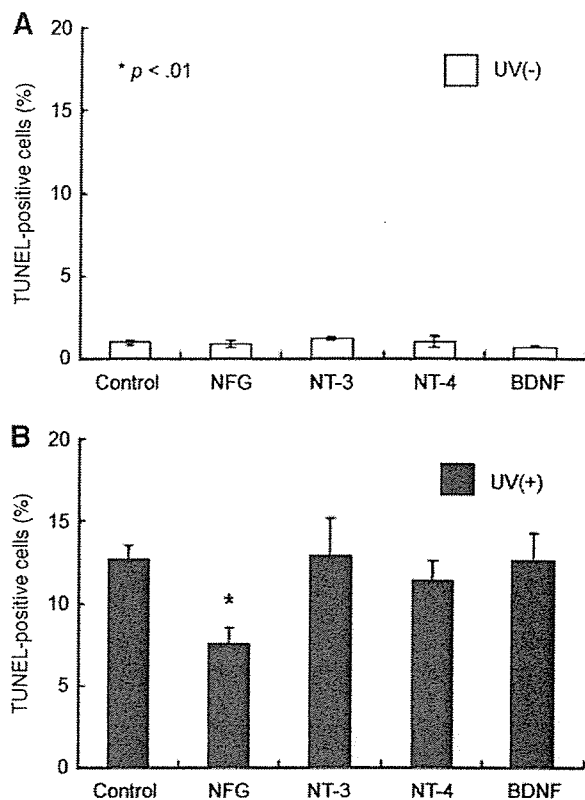 A
TUNEL-positive cells (%)
20
15
10
5
0
* p < .01
UV(-)
Control NFG NT-3 NT-4 BDNF
B
TUNEL-positive cells (%)
20
15
10
5
0
UV(+)
*
Control NFG NT-3 NT-4 BDNF